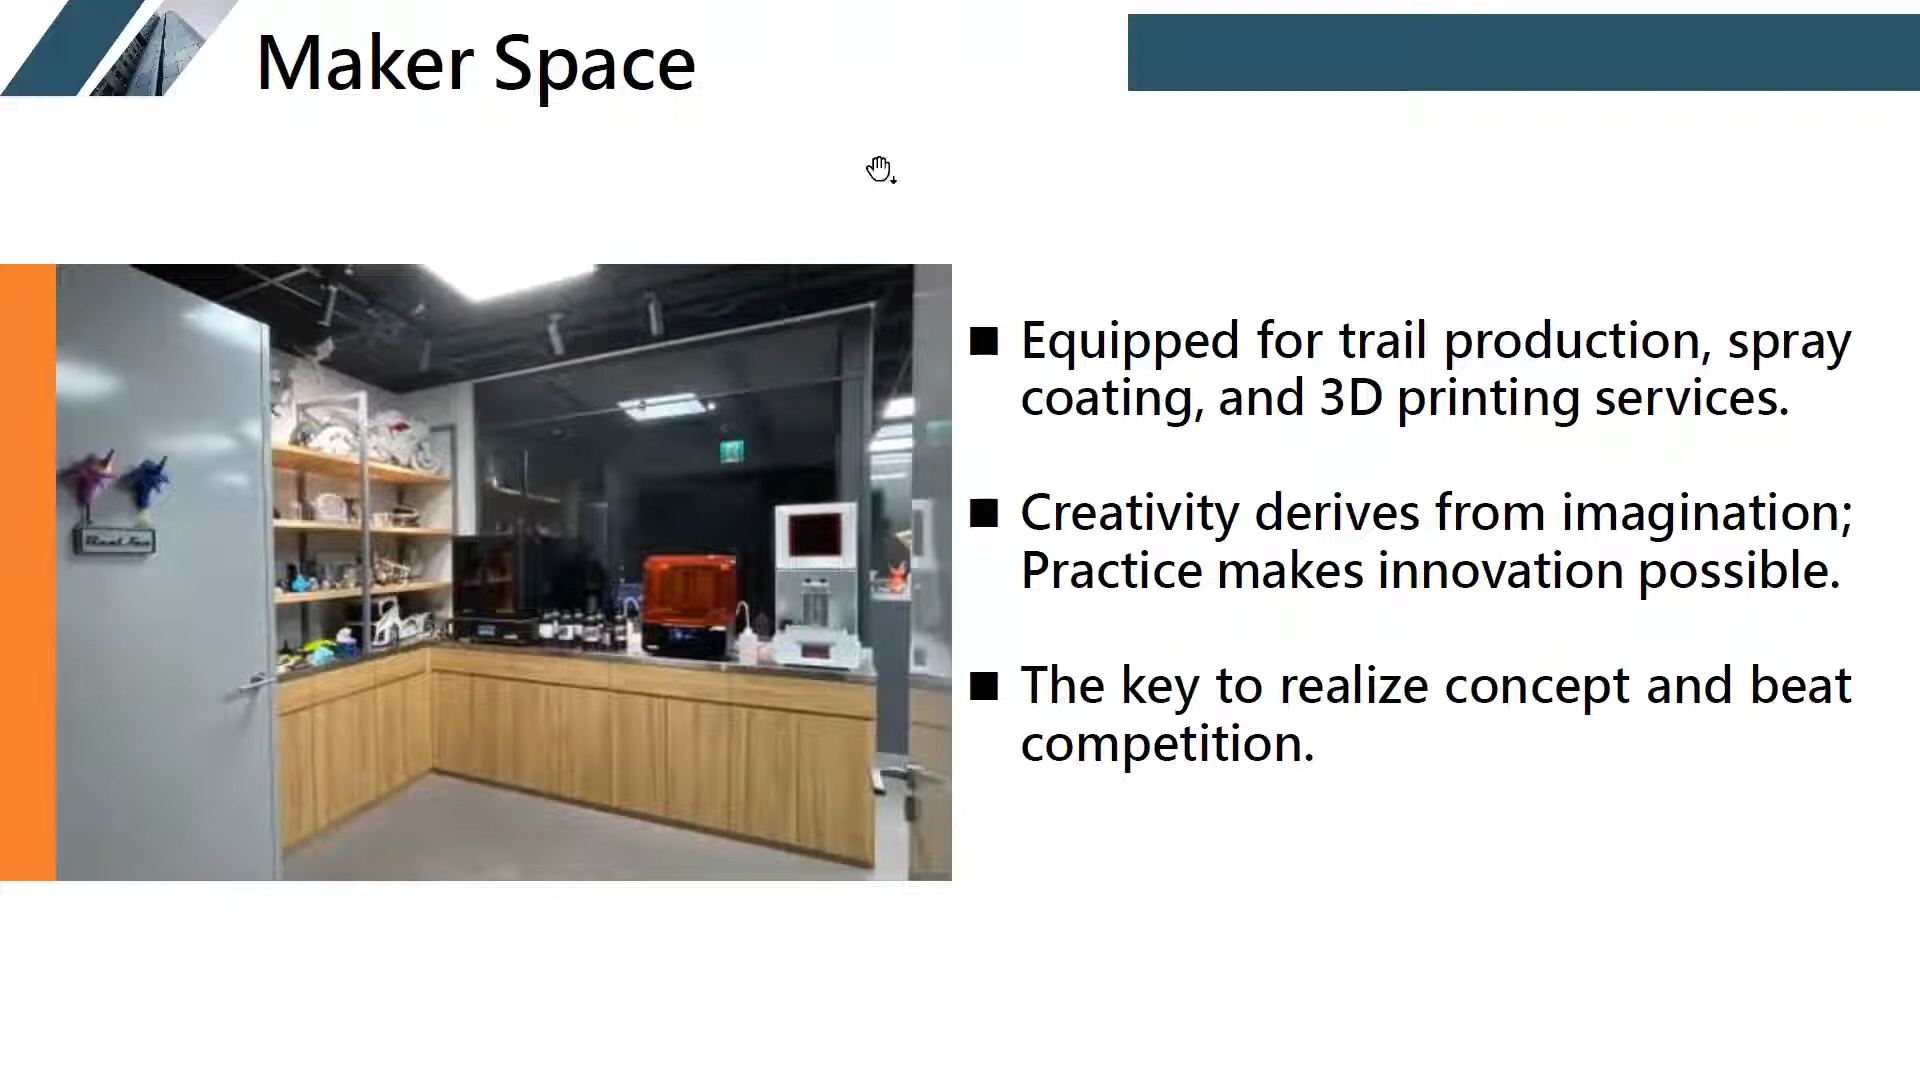 Maker Space
■ Equipped for trail production, spray
coating, and 3D printing services.
■ Creativity derives from imagination;
Practice makes innovation possible.
■ The key to realize concept and beat
competition.